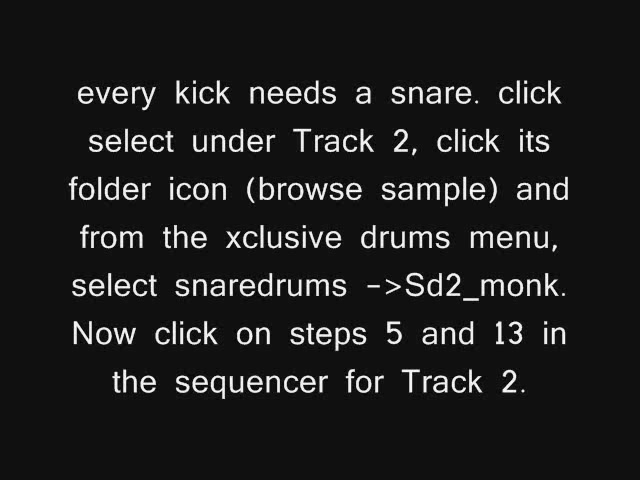 every kick needs a snare. click
select under Track 2, click its
folder icon (browse sample) and
from the xclusive drums menu,
select snaredrums ->Sd2_monk.
Now click on steps 5 and 13 in
the sequencer for Track 2.